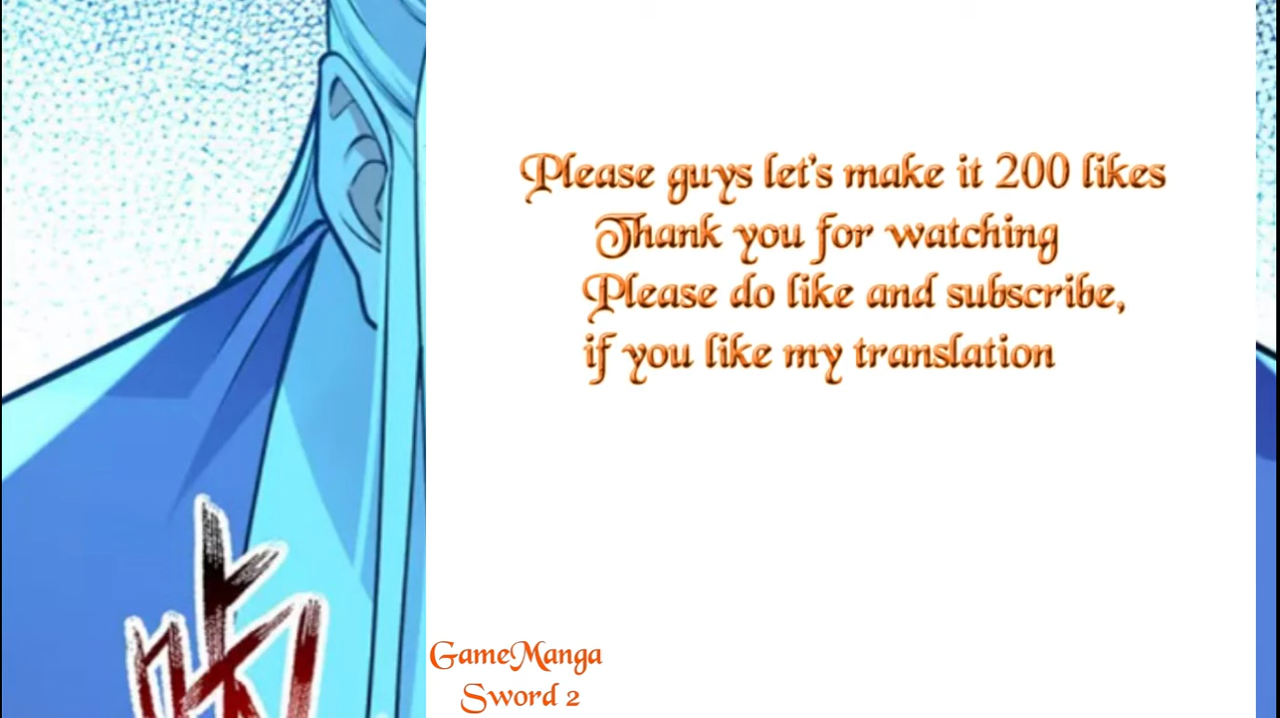 Please guys let's make it 200 likes
Thank you for watching
Please do like and subscribe,
if you like my translation
GameManga
Sword 2